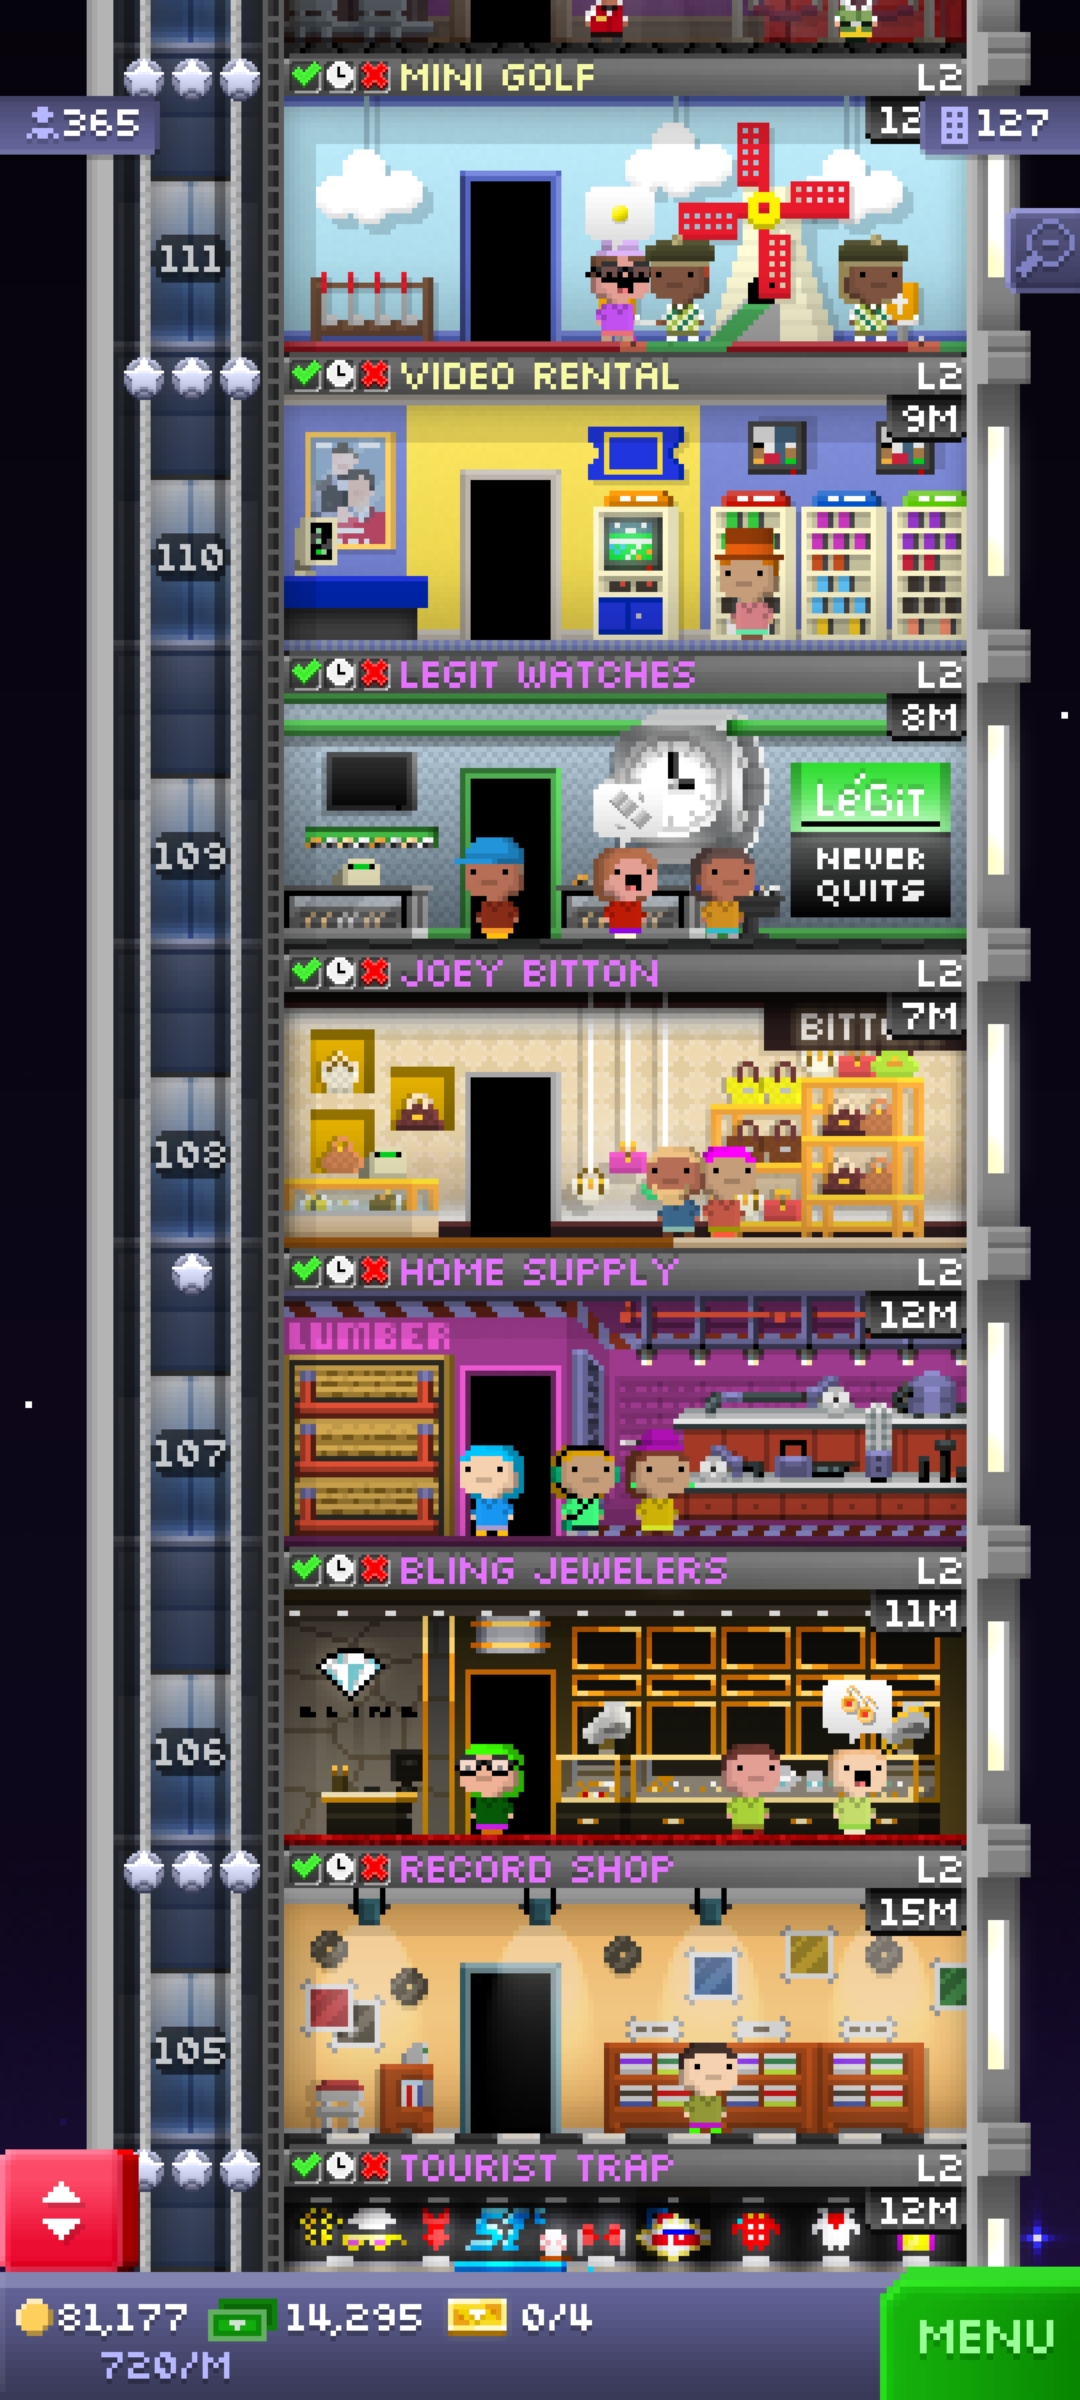 MINI GOLF L2
365
12
127
111
VIDEO RENTAL L2
9M
110
LEGIT WATCHES L2
8M
LéGiT
NEVER
QUITS
109
JOEY BITTON L2
7M
108
HOME SUPPLY L2
12M
LUMBER
107
BLING JEWELERS L2
11M
BLING
106
RECORD SHOP L2
15M
105
TOURIST TRAP L2
12M
81,177 14,295 0/4
720/M
MENU